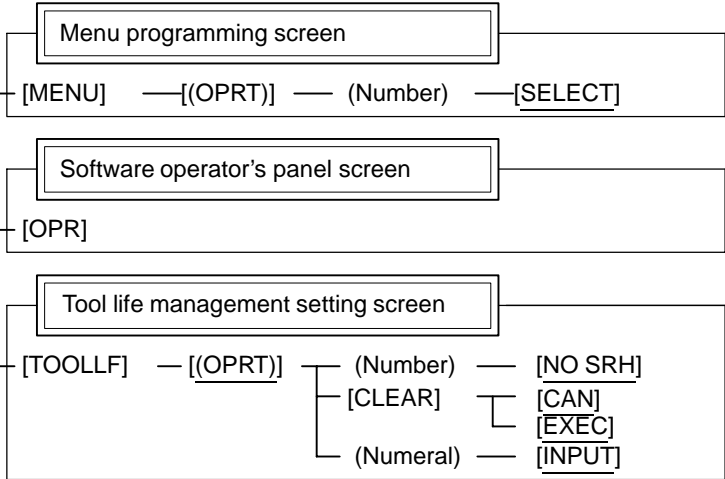 Menu programming screen
[MENU] [(OPRT)] (Number) [SELECT]
Software operator's panel screen
[OPR]
Tool life management setting screen
[TOOLLF] [(OPRT)] (Number) [NO SRH]
[CLEAR] [CAN]
[EXEC]
(Numeral) [INPUT]